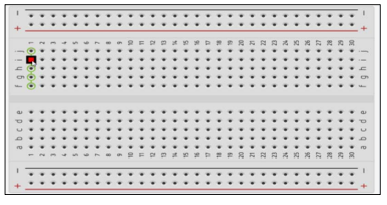 - -
+ +
1 2 3 4 5 6 7 8 9 10 11 12 13 14 15 16 17 18 19 20 21 22 23 24 25 26 27 28 29 30
j j
i i
h h
g g
f f
e e
d d
c c
b b
a a
1 2 3 4 5 6 7 8 9 10 11 12 13 14 15 16 17 18 19 20 21 22 23 24 25 26 27 28 29 30
- -
+ +